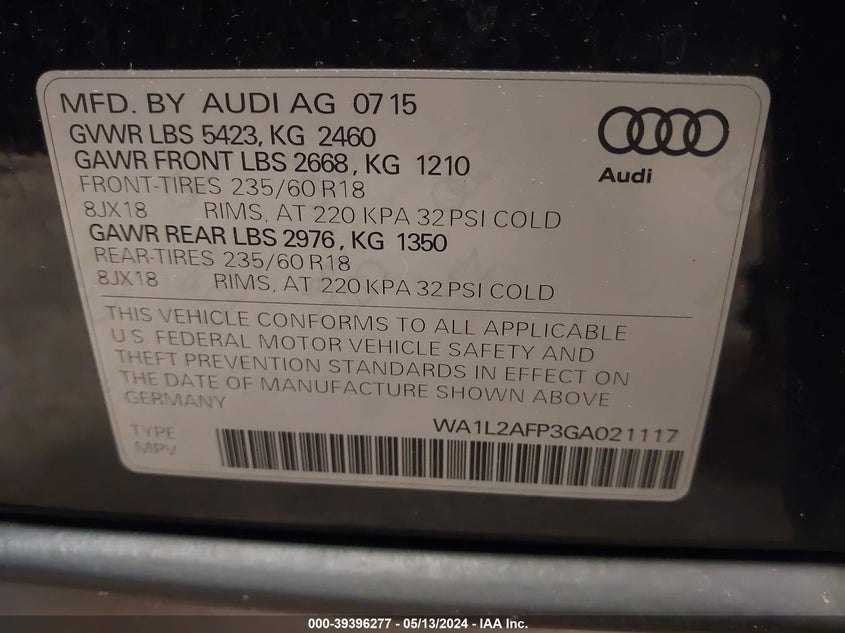 MFD. BY AUDI AG 07 15
GVWR LBS 5423, KG 2460
GAWR FRONT LBS 2668, KG 1210
FRONT-TIRES 235/60 R18
8JX18 RIMS, AT 220 KPA 32 PSI COLD
GAWR REAR LBS 2976, KG 1350
REAR-TIRES 235/60 R18
8JX18 RIMS, AT 220 KPA 32 PSI COLD
Audi
THIS VEHICLE CONFORMS TO ALL APPLICABLE
U.S. FEDERAL MOTOR VEHICLE SAFETY AND
THEFT PREVENTION STANDARDS IN EFFECT ON
THE DATE OF MANUFACTURE SHOWN ABOVE
GERMANY
WA1L2AFP3GA021117
TYPE
MPV
000-39396277 - 05/13/2024 - IAA Inc.